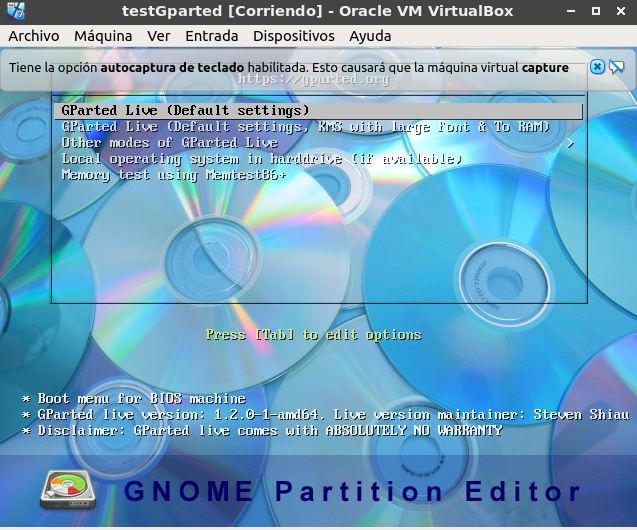 testGparted [Corriendo] - Oracle VM VirtualBox
Archivo Máquina Ver Entrada Dispositivos Ayuda
Tiene la opción autocaptura de teclado habilitada. Esto causará que la máquina virtual capture
https://gparted.org
GParted Live (Default settings)
GParted Live (Default settings, KMS with large font & To RAM)
Other modes of GParted Live >
Local operating system in harddrive (if available)
Memory test using Memtest86+
Press [Tab] to edit options
* Boot menu for BIOS machine
* GParted live version: 1.2.0-1-amd64. Live version maintainer: Steven Shiau
* Disclaimer: GParted live comes with ABSOLUTELY NO WARRANTY
GNOME Partition Editor